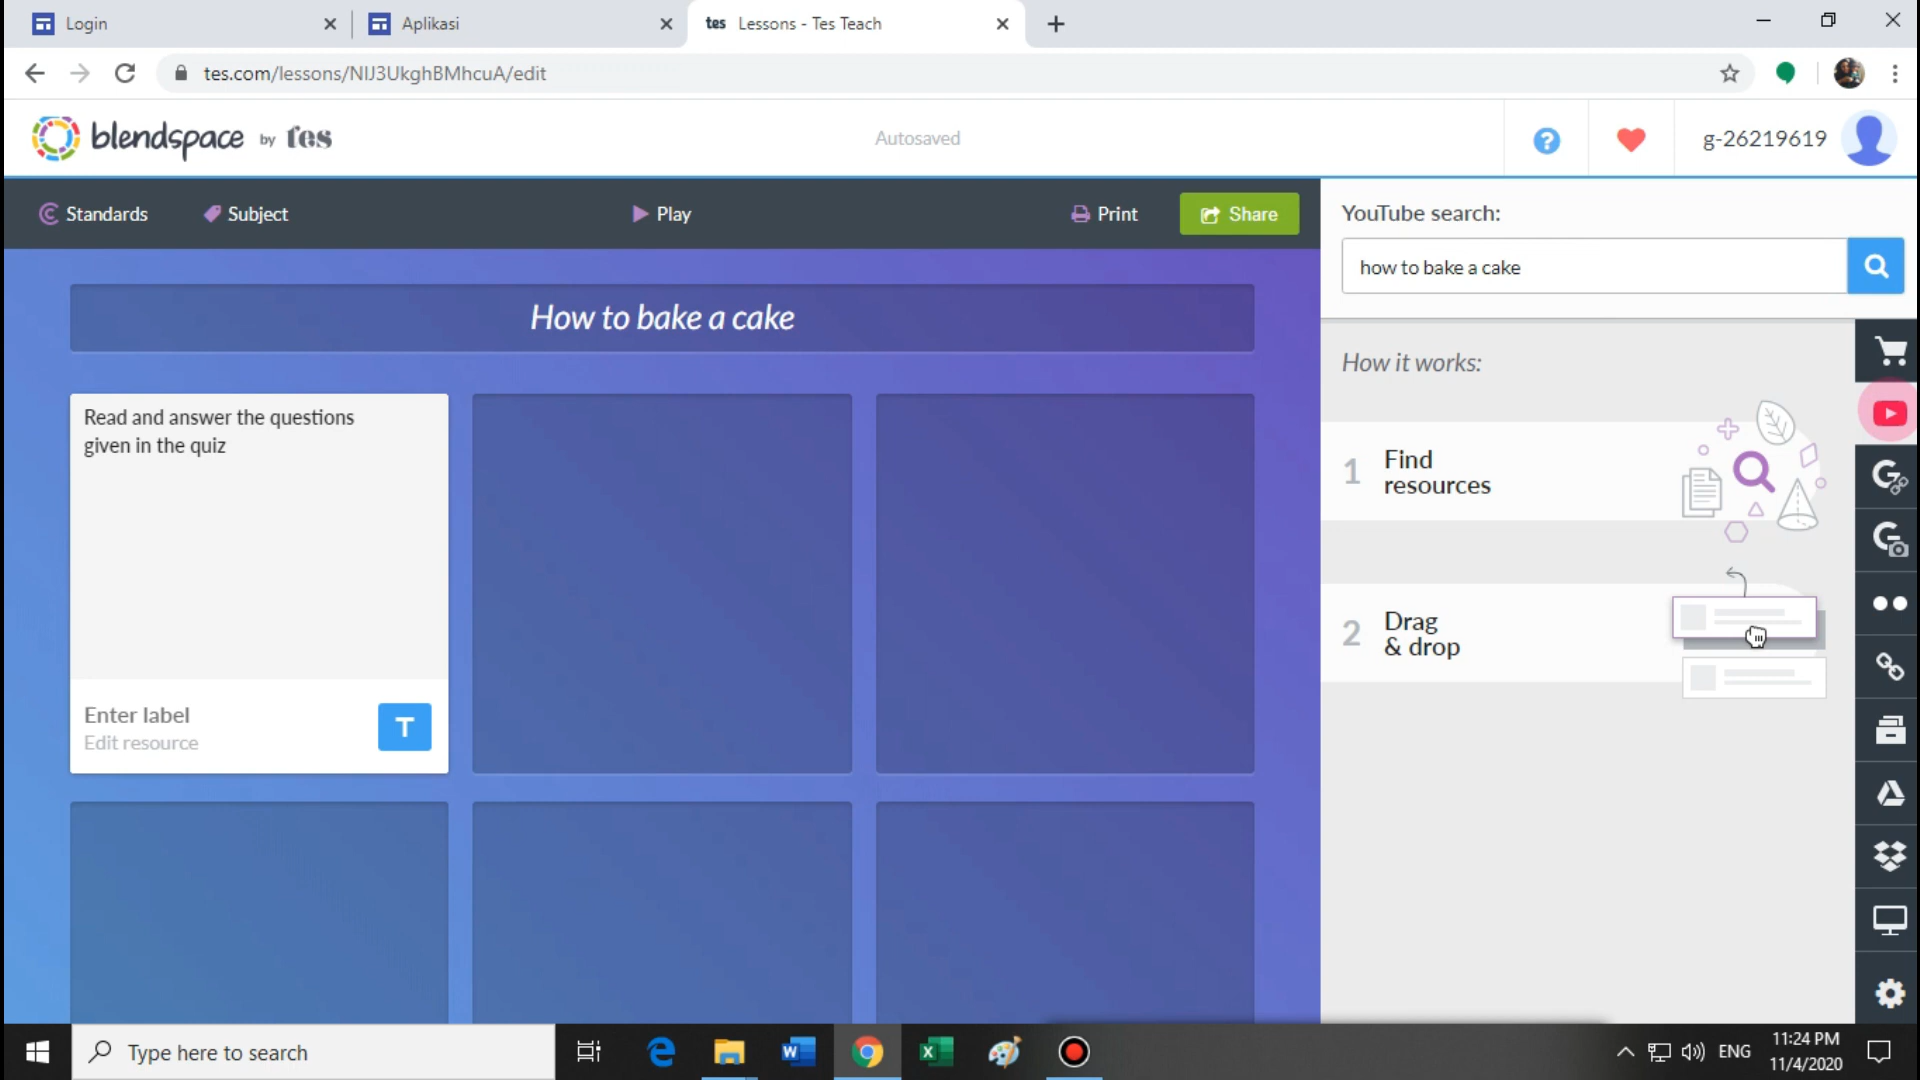 Login
Aplikasi
tes Lessons - Tes Teach
tes.com/lessons/NIJ3UkghBMhcuA/edit
blendspace by tes
Autosaved
g-26219619
Standards
Subject
Play
Print
Share
YouTube search:
how to bake a cake
How to bake a cake
How it works:
Read and answer the questions
given in the quiz
1 Find
resources
2 Drag
& drop
Enter label
Edit resource
T
Type here to search
ENG
11:24 PM
11/4/2020